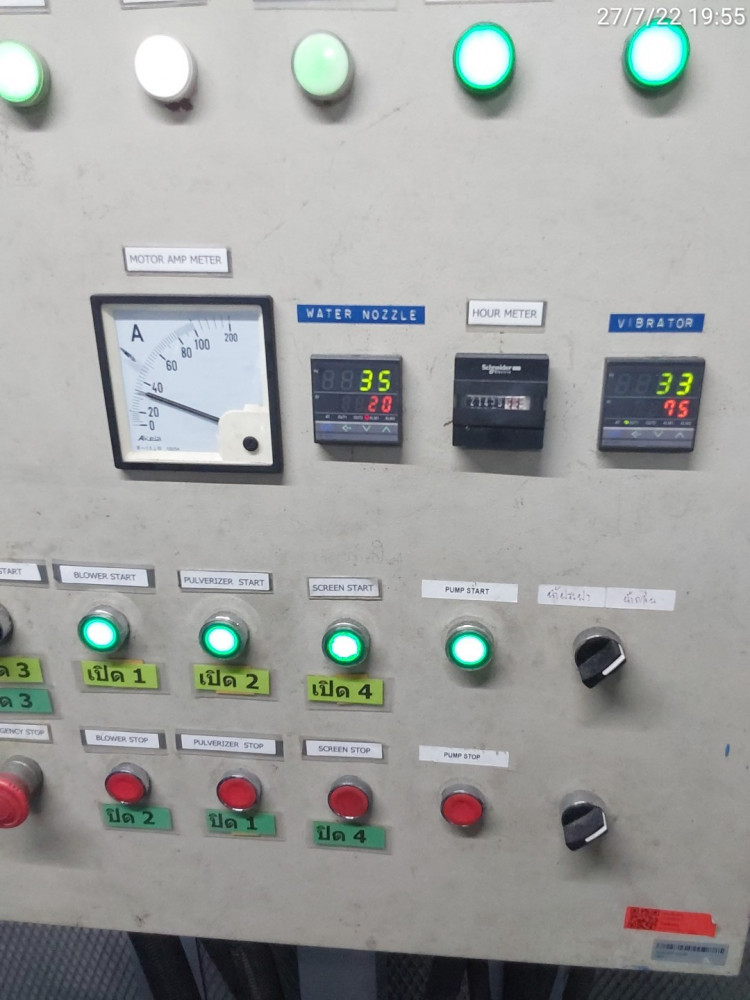 27/7/22 19:55
MOTOR AMP METER
WATER NOZZLE
HOUR METER
VIBRATOR
A
200
100
80
60
40
20
0
35
20
Schneider
33
75
START
BLOWER START
PULVERIZER START
SCREEN START
PUMP START
3
เปิด 1
เปิด 2
เปิด 4
3
GENCY STOP
BLOWER STOP
PULVERIZER STOP
SCREEN STOP
PUMP STOP
ปิด 2
ปิด 1
ปิด 4